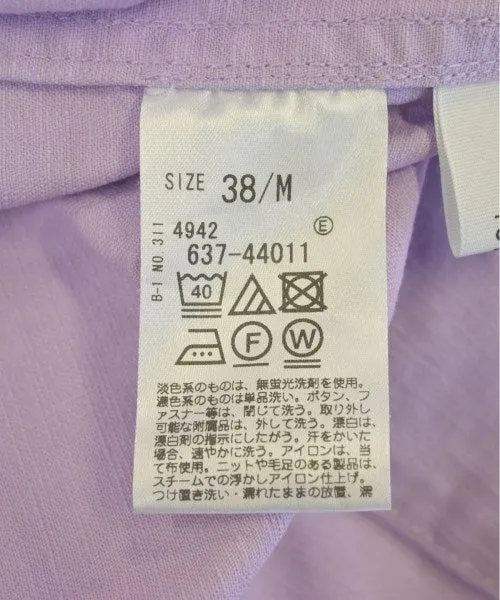 SIZE 38/M
B-1 NO.311
4942 E
637-44011
40
F W
淡色系のものは、無蛍光洗剤を使用。
濃色系のものは単品洗い。ボタン、フ
ァスナー等は、閉じて洗う。取り外し
可能な附属品は、外して洗う。漂白は、
漂白剤の指示にしたがう。汗をかいた
場合、速やかに洗う。アイロンは、当
て布使用。ニットや毛足のある製品は、
スチームでの浮かしアイロン仕上げ。
つけ置き洗い・濡れたままの放置、濡